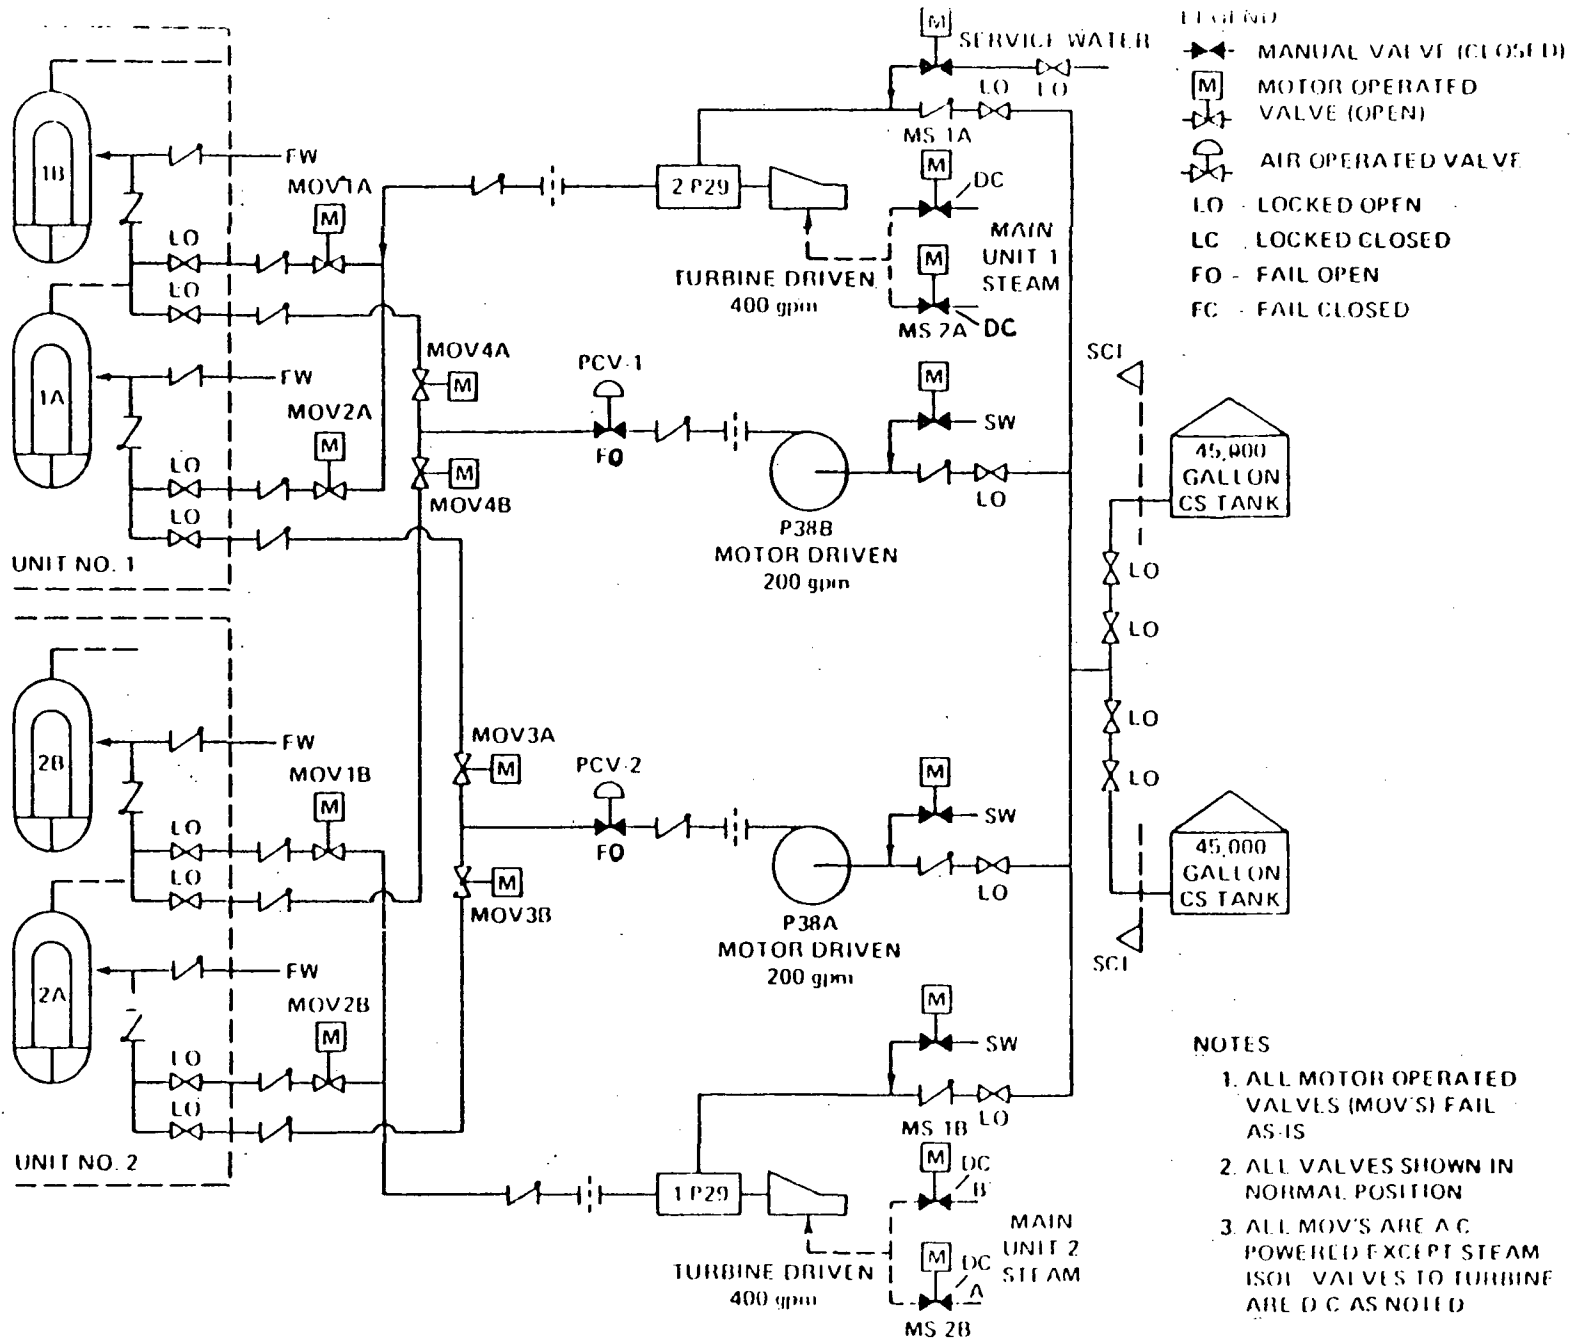 LEGEND
MANUAL VALVE (CLOSED)
M
MOTOR OPERATED
VALVE (OPEN)
AIR OPERATED VALVE
LO - LOCKED OPEN
LC . LOCKED CLOSED
FO - FAIL OPEN
FC - FAIL CLOSED
M
SERVICE WATER
LO
LO
MS 1A
1B
FW
MOV1A
M
LO
LO
2 P29
M
DC
MAIN
UNIT 1
STEAM
M
MS 2A
DC
TURBINE DRIVEN
400 gpm
1A
FW
MOV2A
M
LO
LO
MOV4A
M
M
MOV4B
PCV-1
FO
M
SW
LO
P38B
MOTOR DRIVEN
200 gpm
SCI
45,000
GALLON
CS TANK
LO
LO
LO
LO
UNIT NO. 1
2B
FW
MOV1B
M
LO
LO
MOV3A
M
M
MOV3B
PCV-2
FO
M
SW
LO
P38A
MOTOR DRIVEN
200 gpm
45,000
GALLON
CS TANK
SCI
2A
FW
MOV2B
M
LO
LO
UNIT NO. 2
M
SW
LO
MS 1B
1 P29
M
DC
B
M
DC
A
MS 2B
MAIN
UNIT 2
STEAM
TURBINE DRIVEN
400 gpm
NOTES
1. ALL MOTOR OPERATED
VALVES (MOV'S) FAIL
AS-IS
2. ALL VALVES SHOWN IN
NORMAL POSITION
3. ALL MOV'S ARE A C
POWERED EXCEPT STEAM
ISOL VALVES TO TURBINE
ARE D C AS NOTED